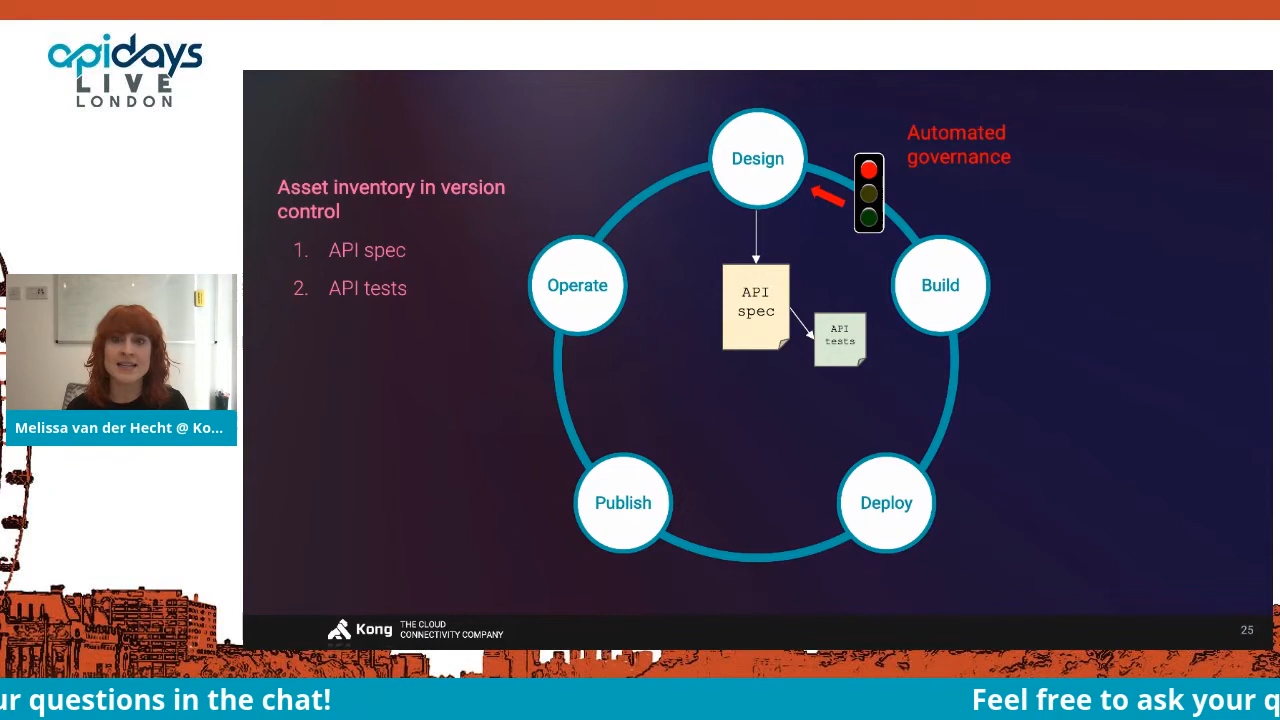 apidays
LIVE
LONDON
Design
Automated
governance
Asset inventory in version
control
1. API spec
2. API tests
Operate
Build
API
spec
API
tests
Melissa van der Hecht @ Ko...
Publish
Deploy
Kong
THE CLOUD
CONNECTIVITY COMPANY
25
ur questions in the chat!
Feel free to ask your q